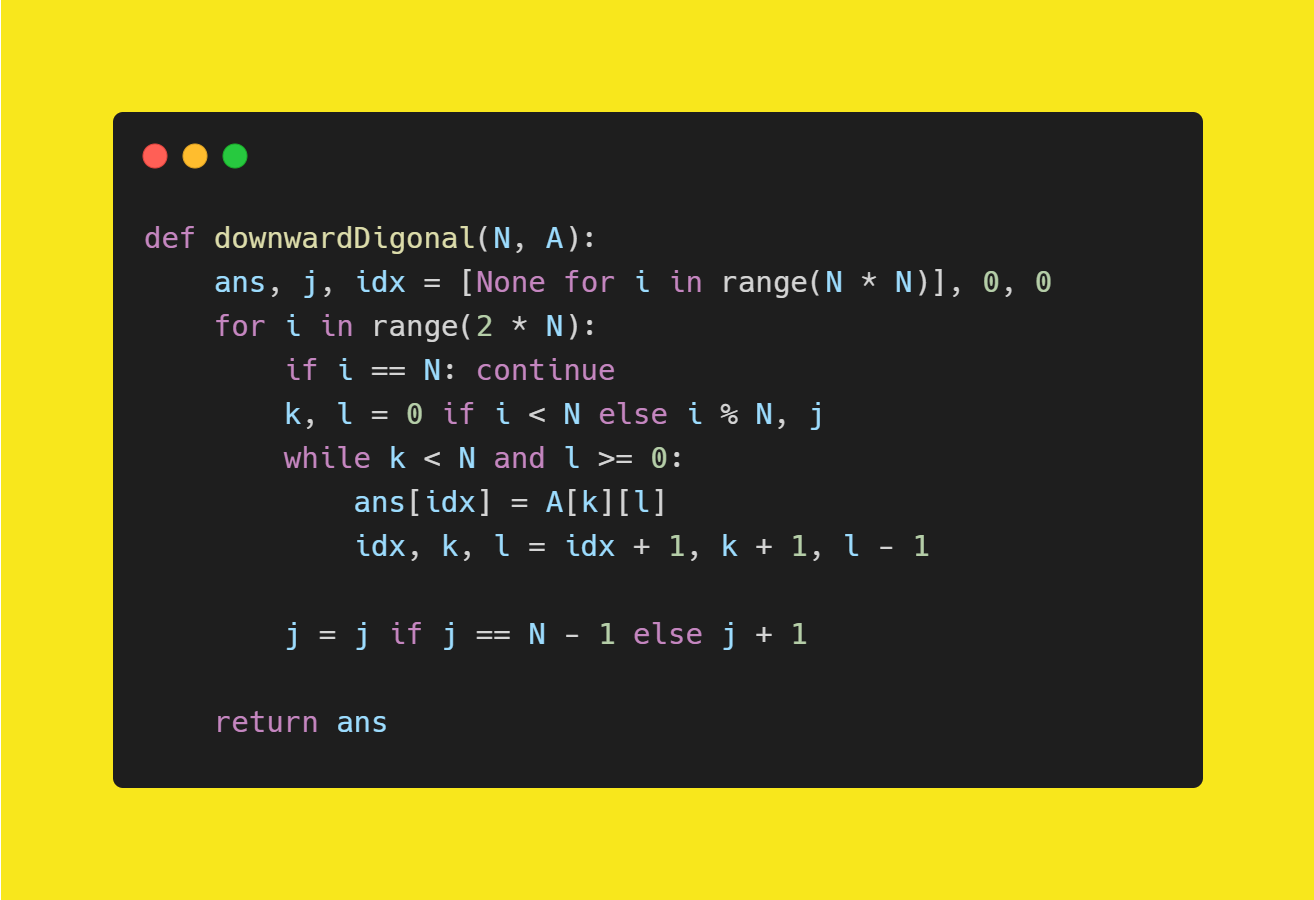 def downwardDigonal(N, A):
    ans, j, idx = [None for i in range(N * N)], 0, 0
    for i in range(2 * N):
        if i == N: continue
        k, l = 0 if i < N else i % N, j
        while k < N and l >= 0:
            ans[idx] = A[k][l]
            idx, k, l = idx + 1, k + 1, l - 1
        j = j if j == N - 1 else j + 1
    return ans